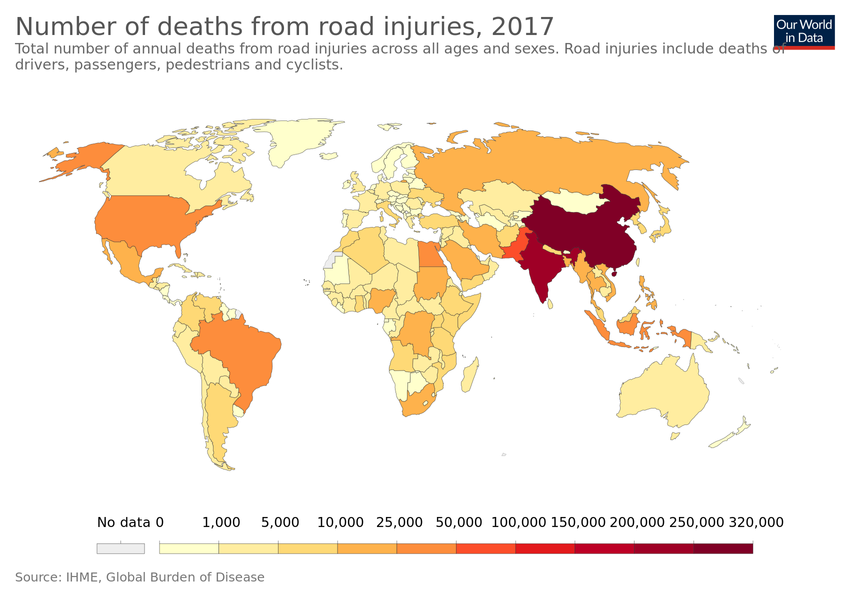 Number of deaths from road injuries, 2017
Our World
in Data
Total number of annual deaths from road injuries across all ages and sexes. Road injuries include deaths of
drivers, passengers, pedestrians and cyclists.
No data 0 1,000 5,000 10,000 25,000 50,000 100,000 150,000 200,000 250,000 320,000
Source: IHME, Global Burden of Disease